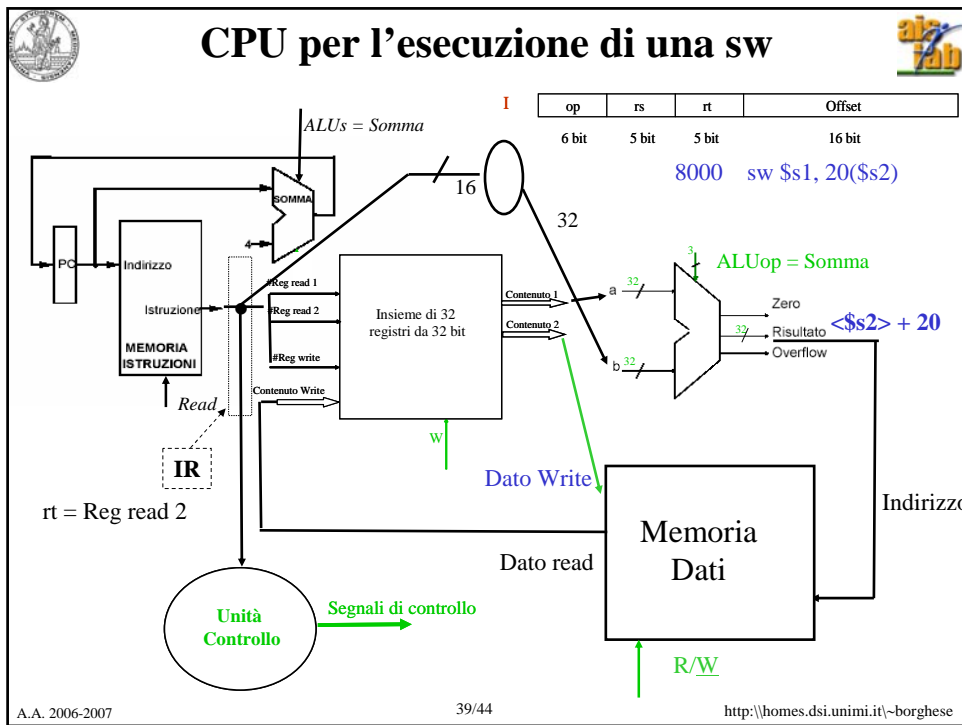 CPU per l'esecuzione di una sw
I
op rs rt Offset
6 bit 5 bit 5 bit 16 bit
8000 sw $s1, 20($s2)
ALUs = Somma
SOMMA
4
16
32
PC
Indirizzo
Istruzione
MEMORIA
ISTRUZIONI
Read
IR
rt = Reg read 2
#Reg read 1
#Reg read 2
#Reg write
Contenuto Write
Insieme di 32
registri da 32 bit
Contenuto 1
Contenuto 2
W
a
32
b
32
3
ALUop = Somma
Zero
32
Risultato
Overflow
<$s2> + 20
Dato Write
Indirizzo
Memoria
Dati
Dato read
R/W
Unità
Controllo
Segnali di controllo
A.A. 2006-2007
39/44
http:\\homes.dsi.unimi.it\~borghese